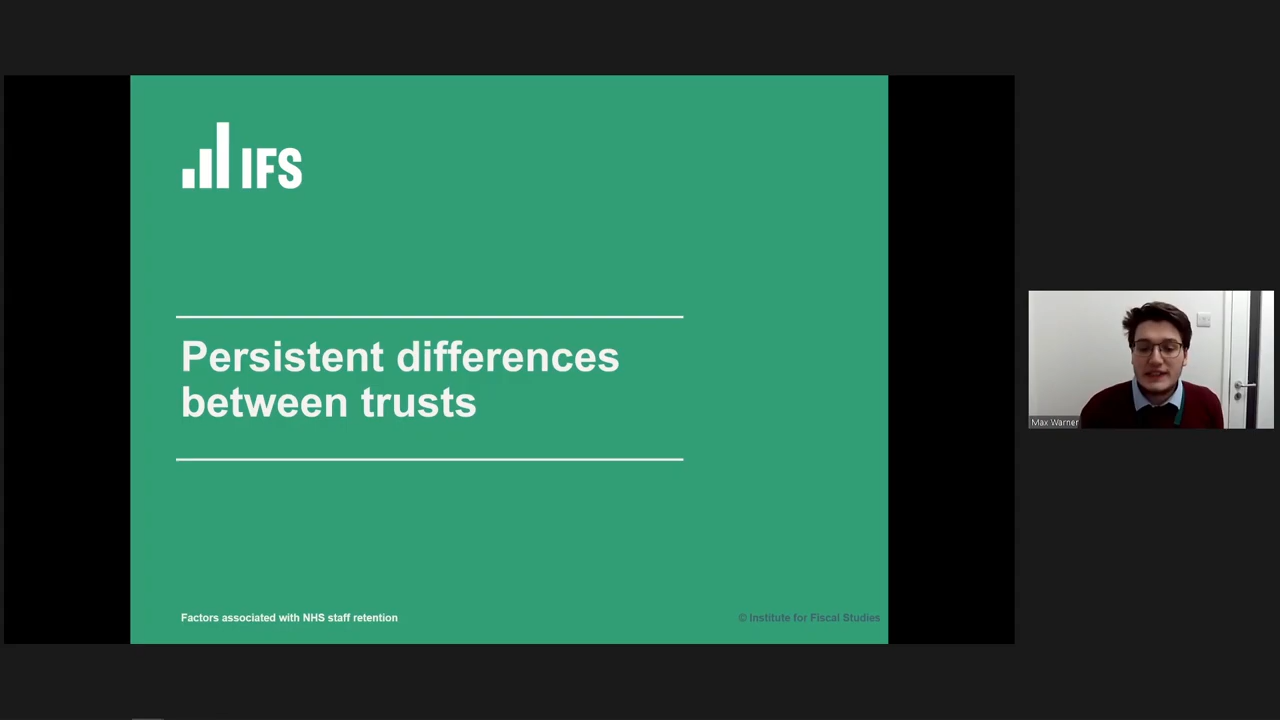 IFS
Persistent differences
between trusts
Max Warner
Factors associated with NHS staff retention
© Institute for Fiscal Studies